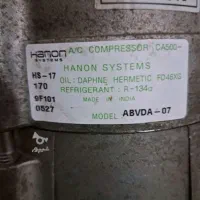 HANON
SYSTEMS
A/C COMPRESSOR
HANON SYSTEMS
HS-17
OIL: DAPHNE HERMETIC FD46XG
170
REFRIGERANT : R-134a
9F101
MADE IN INDIA
0527
MODEL ABVDA-07